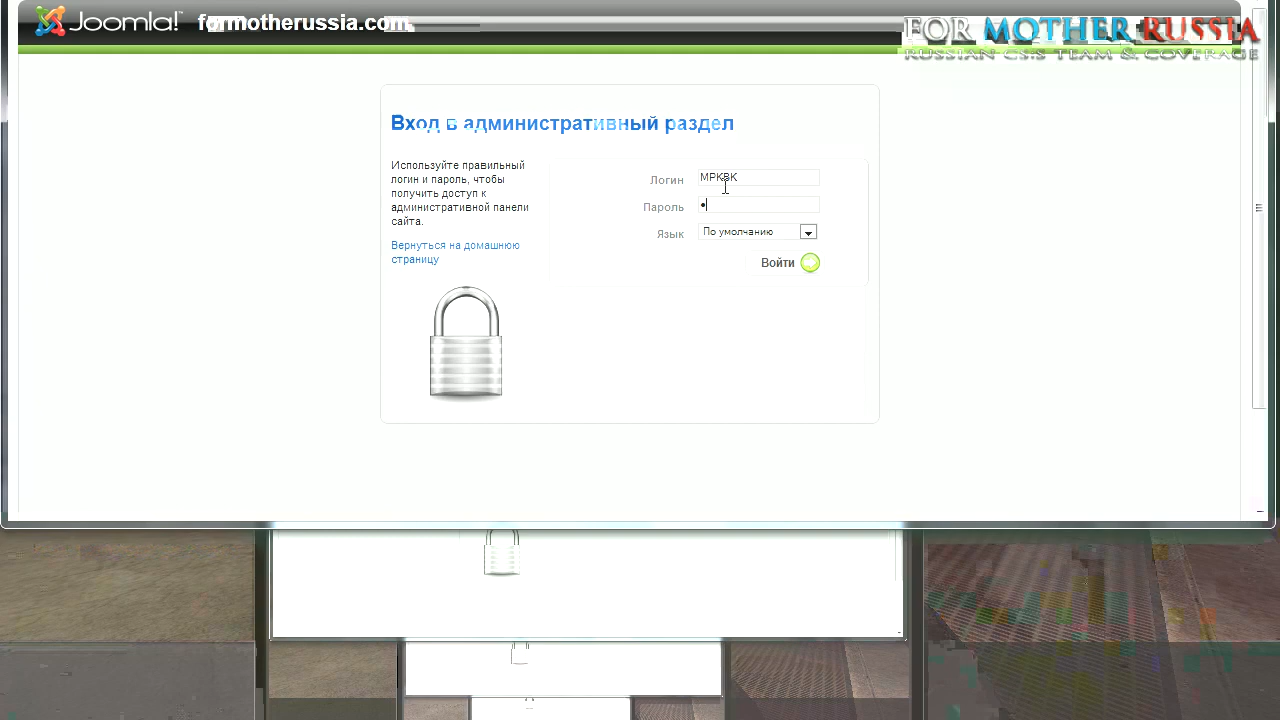 Joomla!
formotherussia.com
FOR MOTHER RUSSIA
RUSSIAN CS:S TEAM & COVERAGE
Вход в административный раздел
Используйте правильный
логин и пароль, чтобы
получить доступ к
административной панели
сайта.
Вернуться на домашнюю
страницу
Логин
MPKBK
Пароль
Язык
По умолчанию
Войти